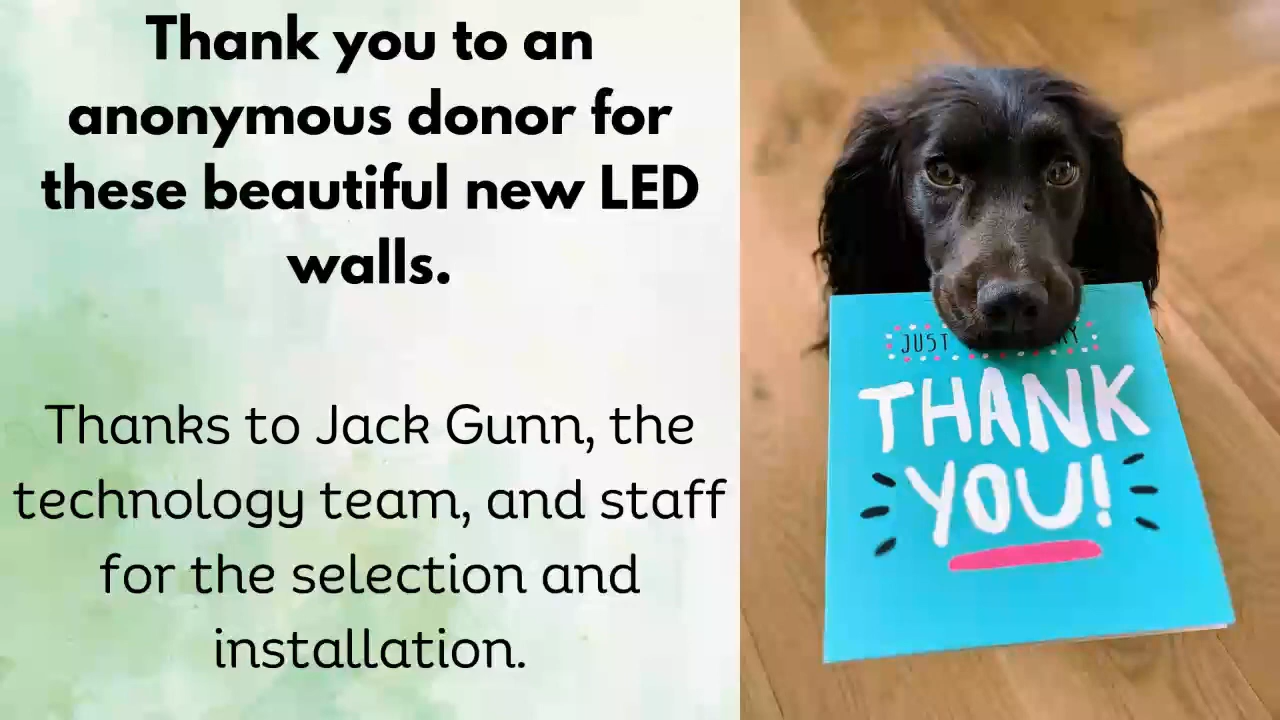 Thank you to an
anonymous donor for
these beautiful new LED
walls.
Thanks to Jack Gunn, the
technology team, and staff
for the selection and
installation.
JUST
THANK
YOU!